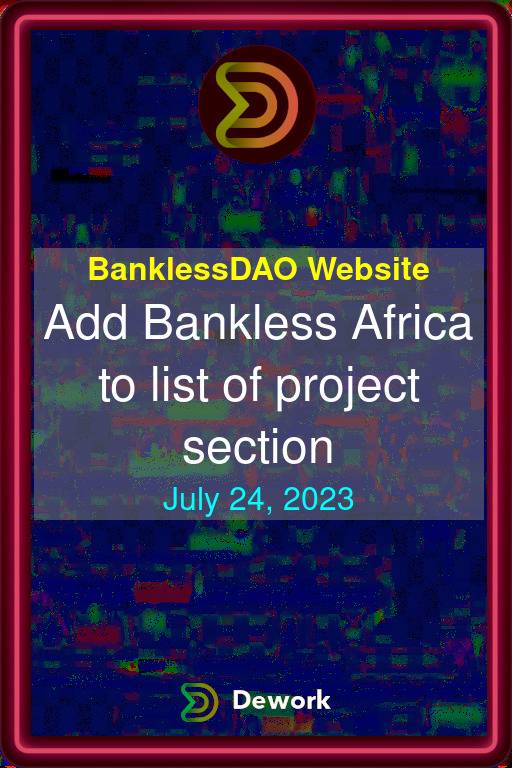 BanklessDAO Website
Add Bankless Africa
to list of project
section
July 24, 2023
Dework